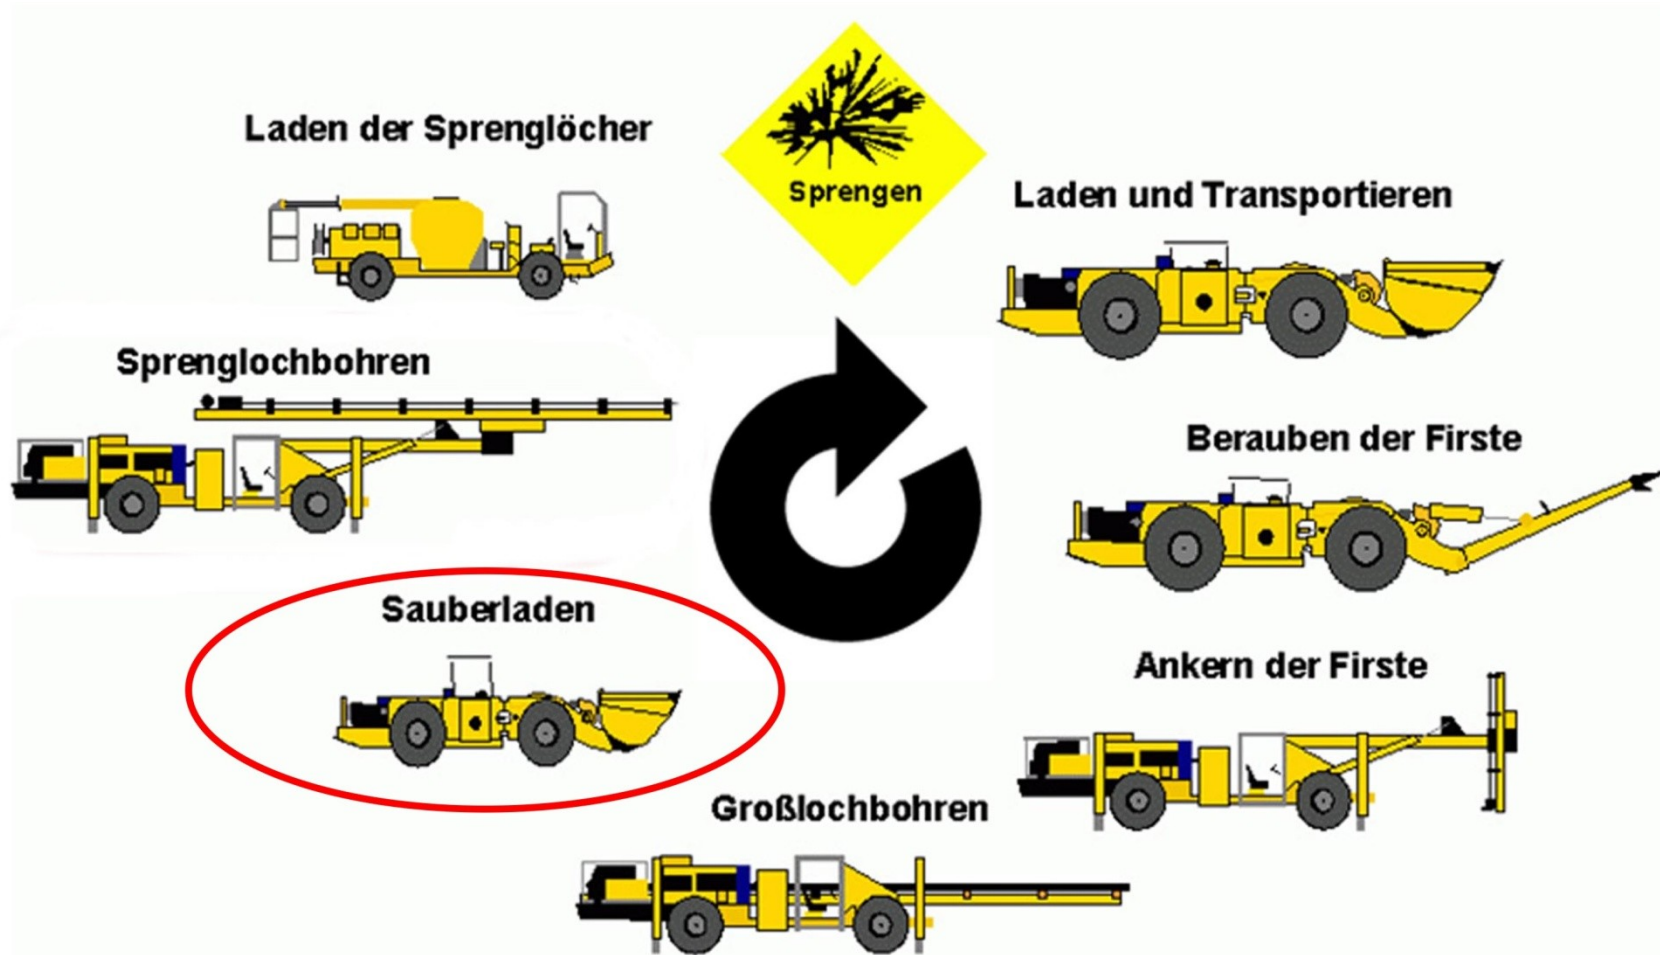 Laden der Sprenglöcher
Sprengen
Laden und Transportieren
Sprenglochbohren
Berauben der Firste
Sauberladen
Ankern der Firste
Großlochbohren